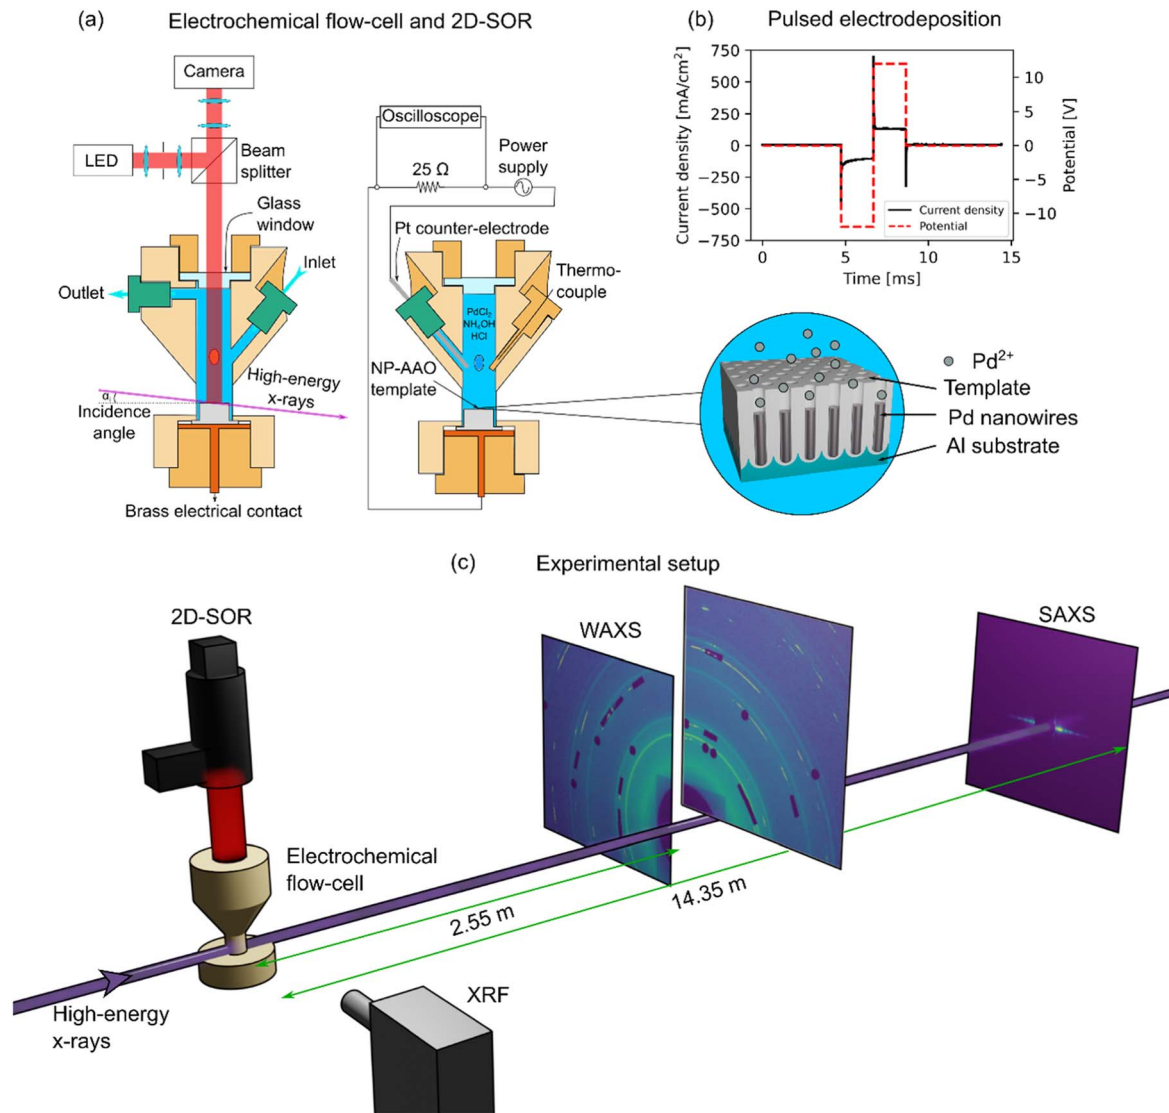 (a) Electrochemical flow-cell and 2D-SOR
Camera
LED
Beam
splitter
Glass
window
Inlet
Outlet
High-energy
x-rays
α
Incidence
angle
Brass electrical contact
Oscilloscope
25 Ω
Power
supply
Pt counter-electrode
Thermo-
couple
PdCl2
NH4OH
HCl
NP-AAO
template
(b) Pulsed electrodeposition
Current density [mA/cm²]
750
500
250
0
−250
−500
−750
Potential [V]
10
5
0
−5
−10
Current density
Potential
0 5 10 15
Time [ms]
Pd²⁺
Template
Pd nanowires
Al substrate
(c) Experimental setup
2D-SOR
WAXS
SAXS
Electrochemical
flow-cell
2.55 m
14.35 m
High-energy
x-rays
XRF